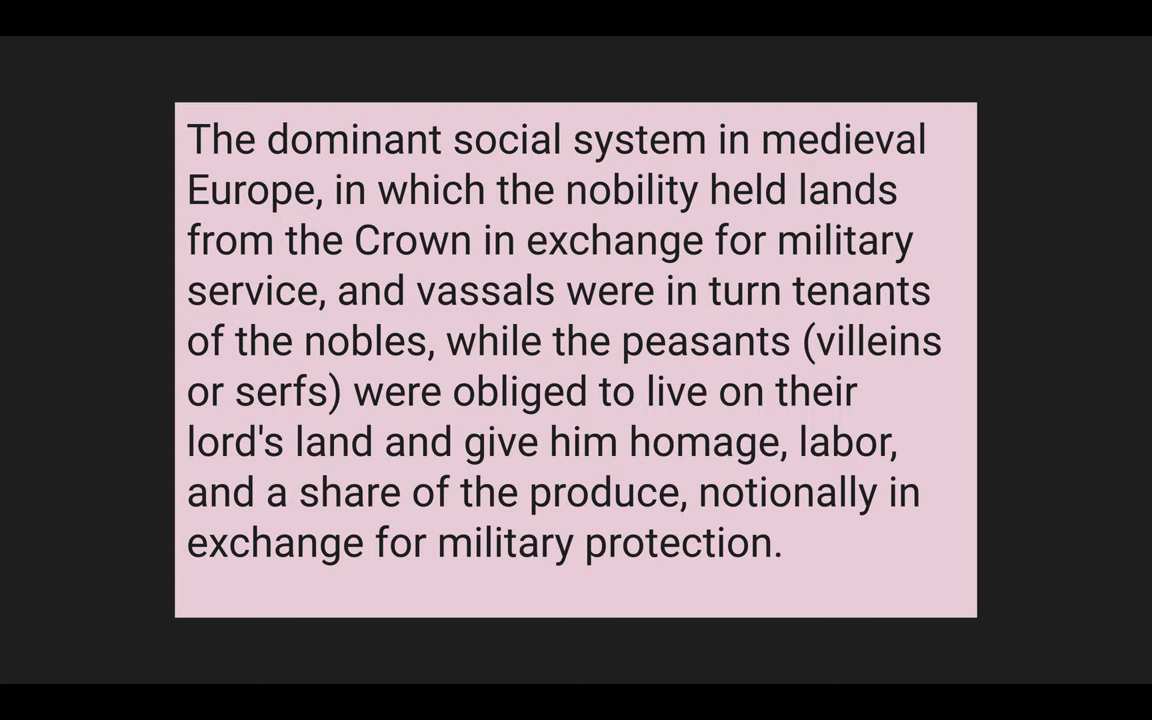 The dominant social system in medieval
Europe, in which the nobility held lands
from the Crown in exchange for military
service, and vassals were in turn tenants
of the nobles, while the peasants (villeins
or serfs) were obliged to live on their
lord's land and give him homage, labor,
and a share of the produce, notionally in
exchange for military protection.